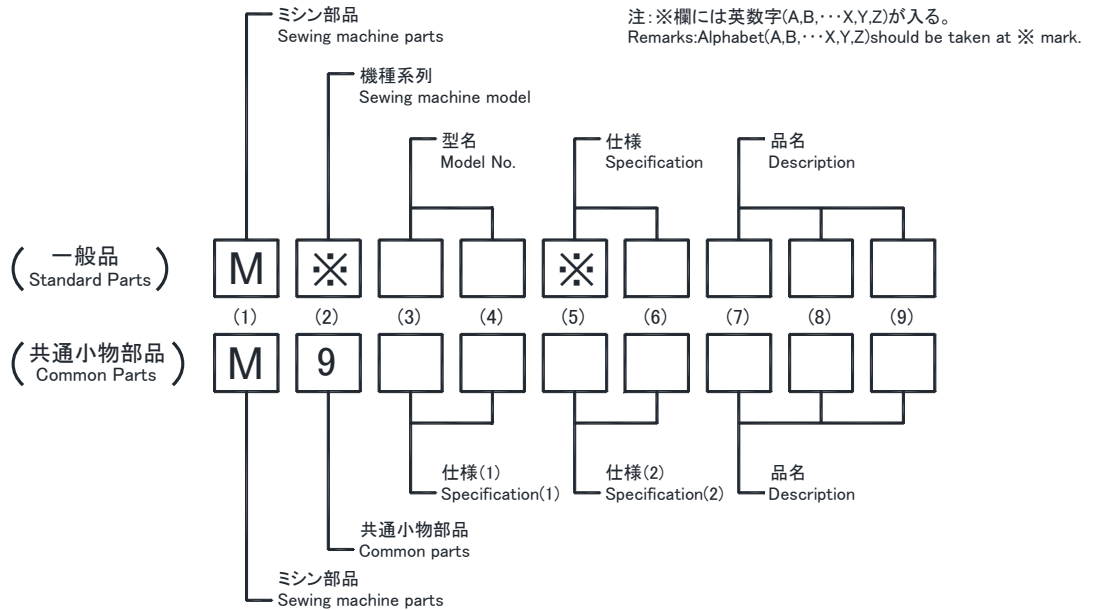 ミシン部品
Sewing machine parts
注:※欄には英数字(A,B,･･･X,Y,Z)が入る。
Remarks:Alphabet(A,B,･･･X,Y,Z)should be taken at ※ mark.
機種系列
Sewing machine model
型名
Model No.
仕様
Specification
品名
Description
(一般品
Standard Parts)
M ※ ※
(1) (2) (3) (4) (5) (6) (7) (8) (9)
(共通小物部品
Common Parts)
M 9
仕様(1)
Specification(1)
仕様(2)
Specification(2)
品名
Description
共通小物部品
Common parts
ミシン部品
Sewing machine parts